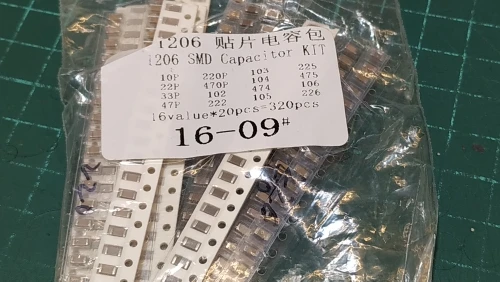 1206 贴片电容包
1206 SMD Capacitor KIT
10P 220P 103 225
22P 470P 104 475
33P 102 474 106
47P 222 105 226
16value*20pcs=320pcs
16-09#